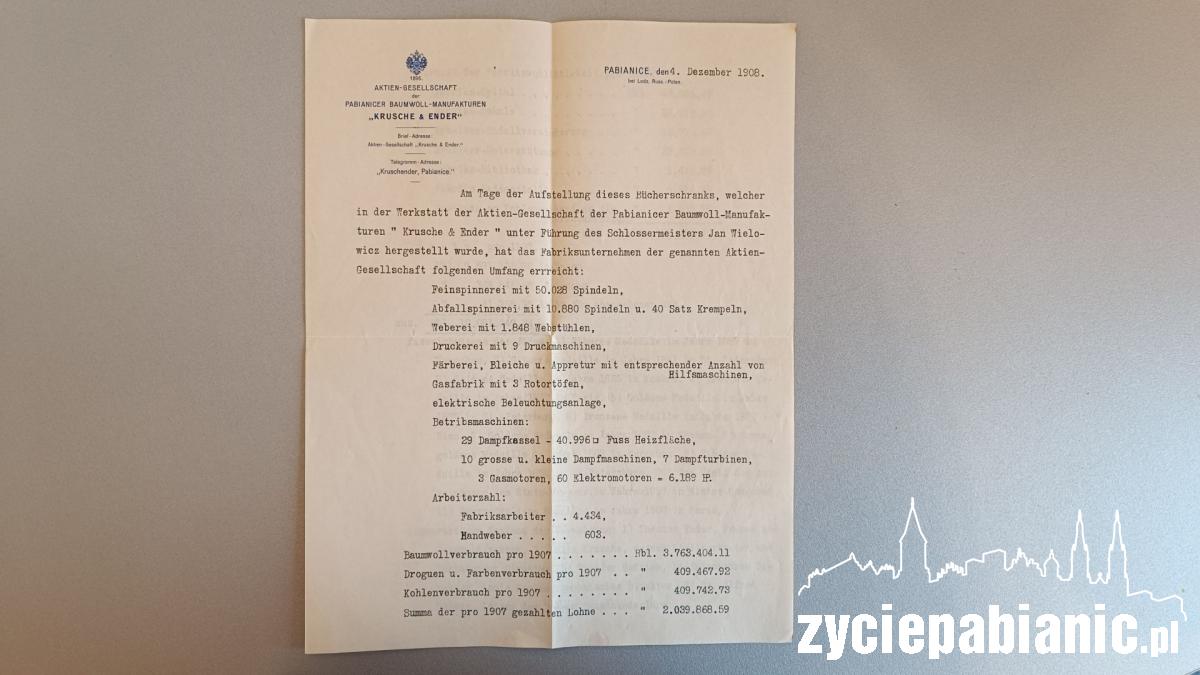 1895.
AKTIEN-GESELLSCHAFT
der
PABIANICER BAUMWOLL-MANUFAKTUREN
„KRUSCHE & ENDER”
Brief-Adresse:
Aktien-Gesellschaft „Krusche & Ender.”
Telegramm-Adresse:
„Kruschender, Pabianice.”
PABIANICE, den 4. Dezember 1908.
bei Lodz, Russ.-Polen.
Am Tage der Aufstellung dieses Bücherschranks, welcher
in der Werkstatt der Aktien-Gesellschaft der Pabianicer Baumwoll-Manufak-
turen " Krusche & Ender " unter Führung des Schlossermeisters Jan Wielo-
wicz hergestellt wurde, hat das Fabriksunternehmen der genannten Aktien-
Gesellschaft folgenden Umfang errreicht:
Feinspinnerei mit 50.028 Spindeln,
Abfallspinnerei mit 10.880 Spindeln u. 40 Satz Krempeln,
Weberei mit 1.848 Webstühlen,
Druckerei mit 9 Druckmaschinen,
Färberei, Bleiche u. Appretur mit entsprechender Anzahl von
Hilfsmaschinen,
Gasfabrik mit 3 Rotortöfen,
elektrische Beleuchtungsanlage,
Betribsmaschinen:
29 Dampfkessel - 40.996 □ Fuss Heizfläche,
10 grosse u. kleine Dampfmaschinen, 7 Dampfturbinen,
3 Gasmotoren, 60 Elektromotoren = 6.189 IP.
Arbeiterzahl:
Fabriksarbeiter . . 4.434,
Handweber . . . . . 603.
Baumwollverbrauch pro 1907 . . . . . . . Rbl. 3.763.404.11
Droguen u. Farbenverbrauch pro 1907 . . " 409.467.92
Kohlenverbrauch pro 1907 . . . . . . . . " 409.742.73
Summa der pro 1907 gezahlten Lohne . . . " 2.039.868.59
zyciepabianic.pl